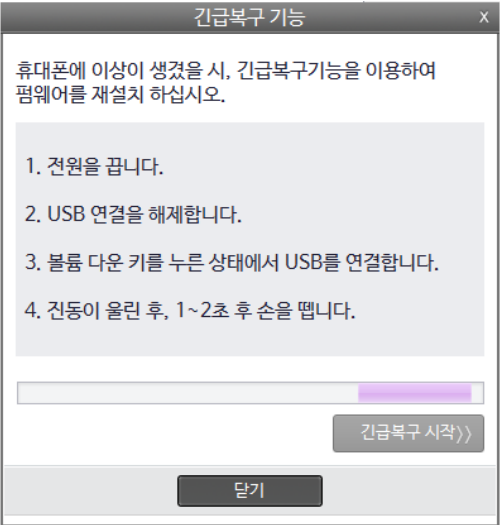 긴급복구 기능
x
휴대폰에 이상이 생겼을 시, 긴급복구기능을 이용하여
펌웨어를 재설치 하십시오.
1. 전원을 끕니다.
2. USB 연결을 해제합니다.
3. 볼륨 다운 키를 누른 상태에서 USB를 연결합니다.
4. 진동이 울린 후, 1~2초 후 손을 뗍니다.
긴급복구 시작〉〉
닫기